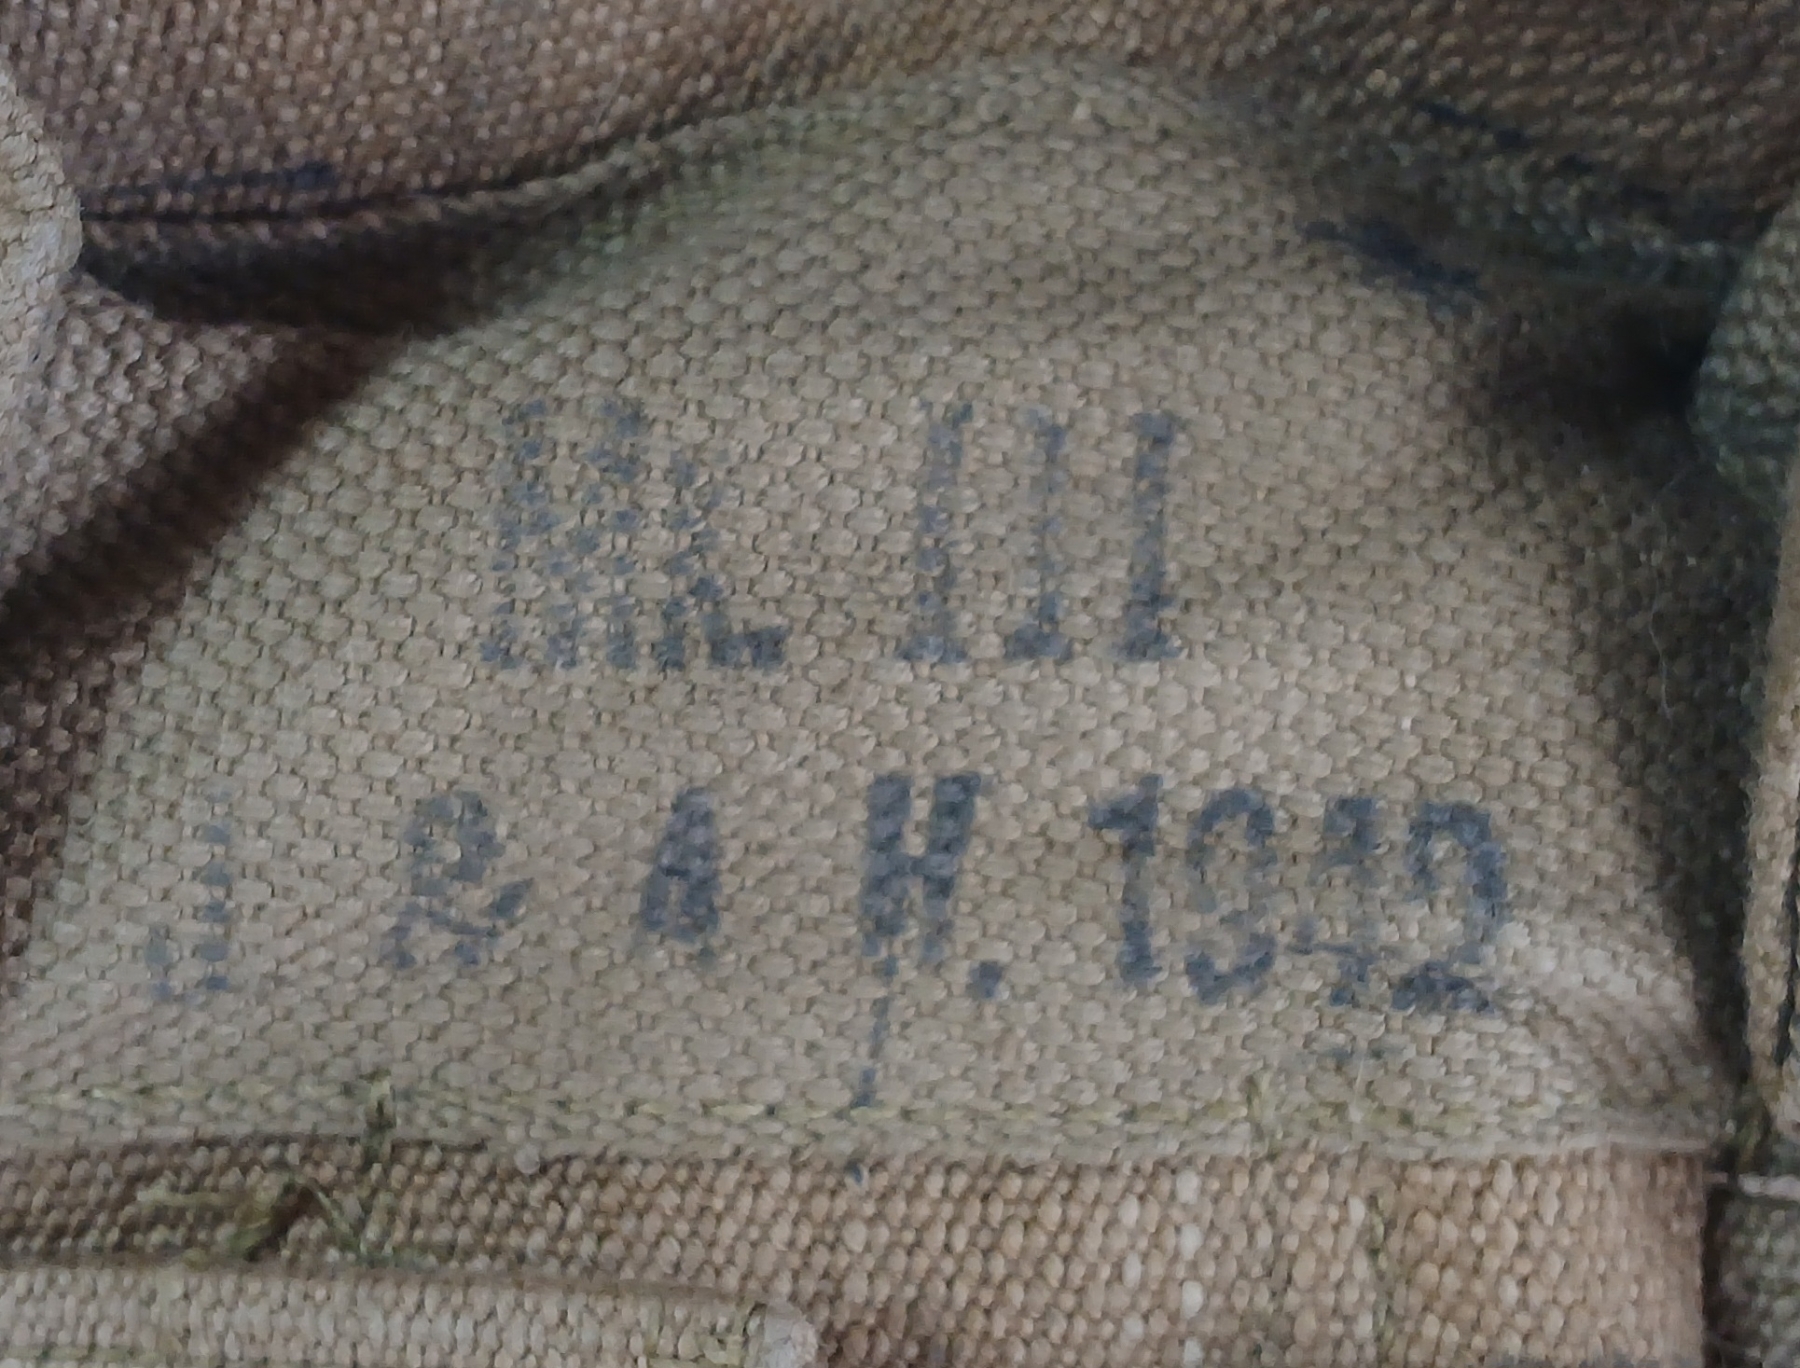 Mk III
J & A H. 1942